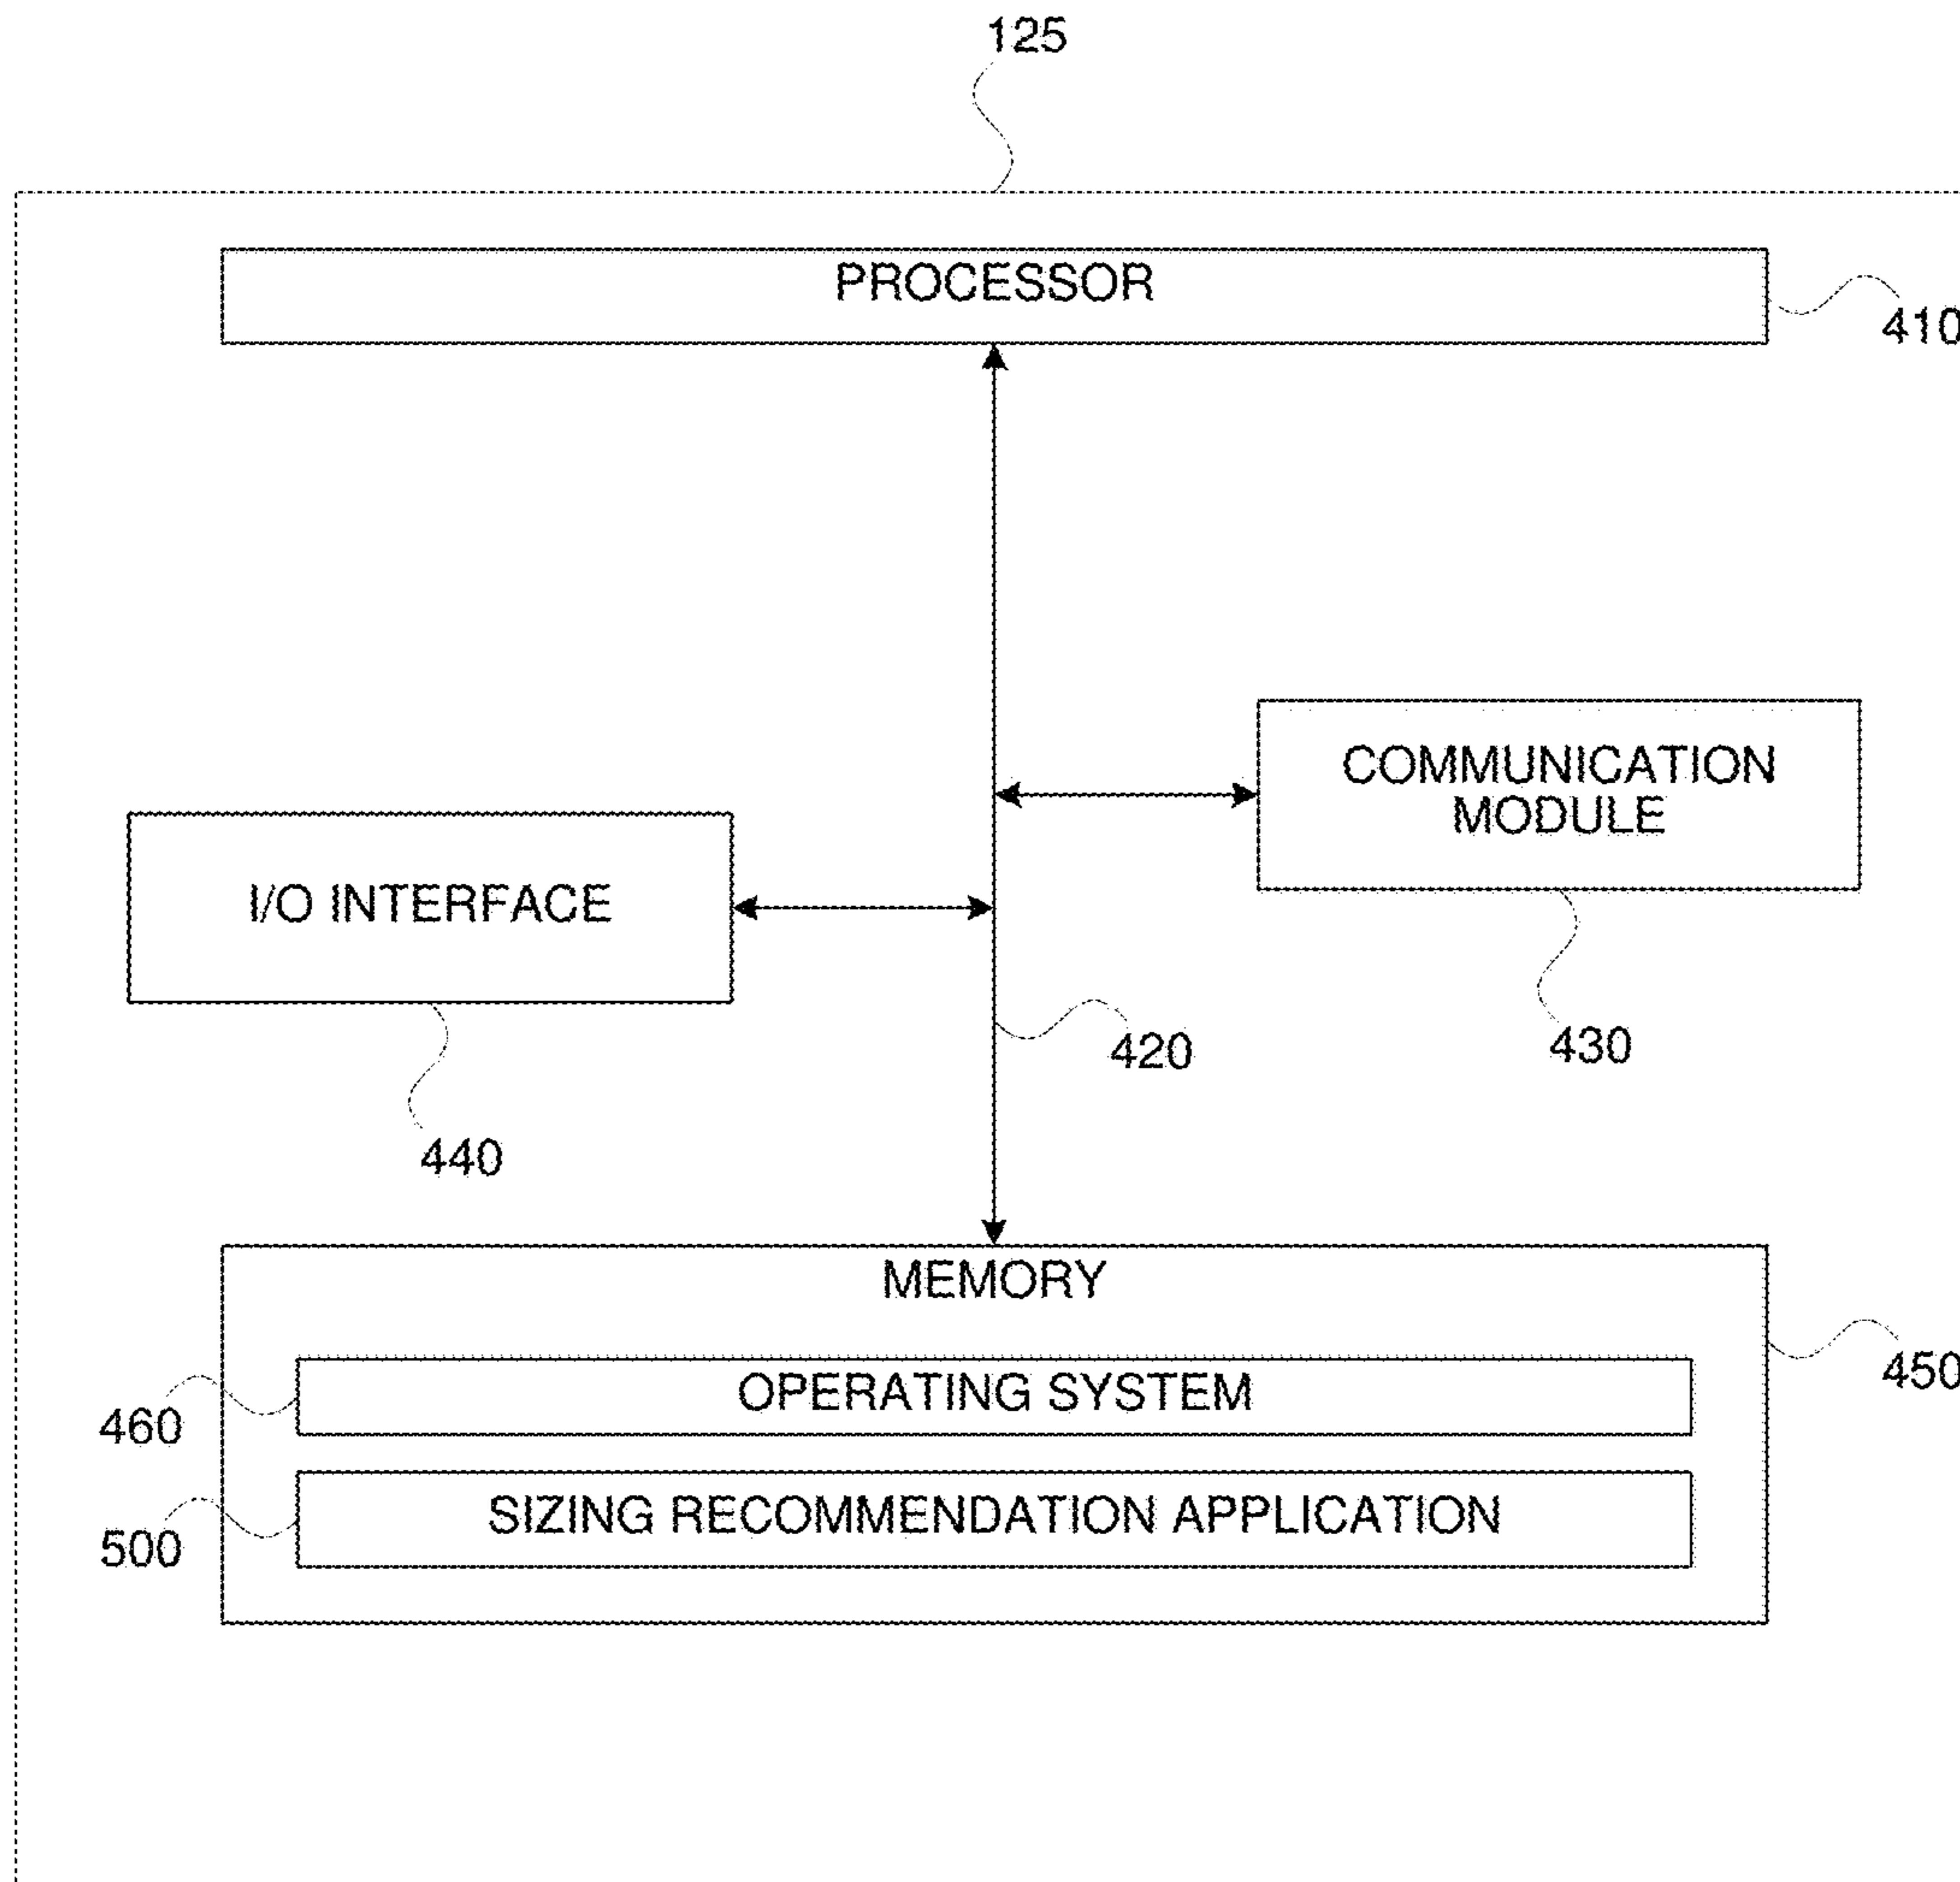 125
PROCESSOR
410
COMMUNICATION
MODULE
I/O INTERFACE
420
430
440
MEMORY
450
OPERATING SYSTEM
460
SIZING RECOMMENDATION APPLICATION
500